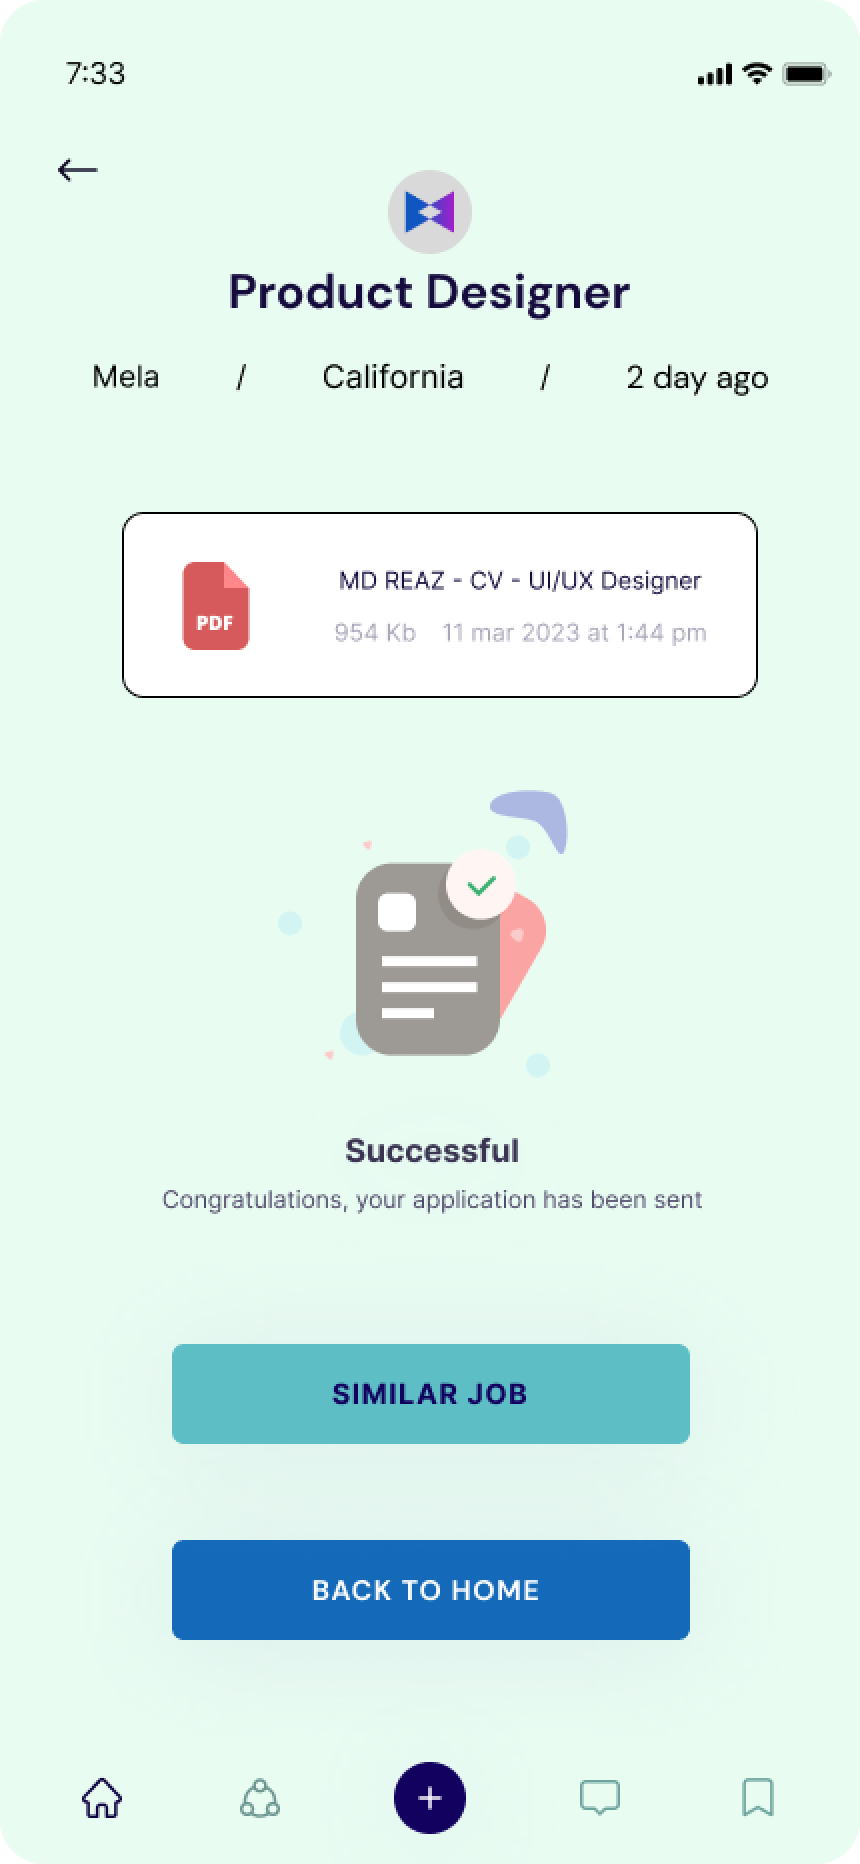 7:33
Product Designer
Mela / California / 2 day ago
MD REAZ - CV - UI/UX Designer
PDF
954 Kb 11 mar 2023 at 1:44 pm
Successful
Congratulations, your application has been sent
SIMILAR JOB
BACK TO HOME